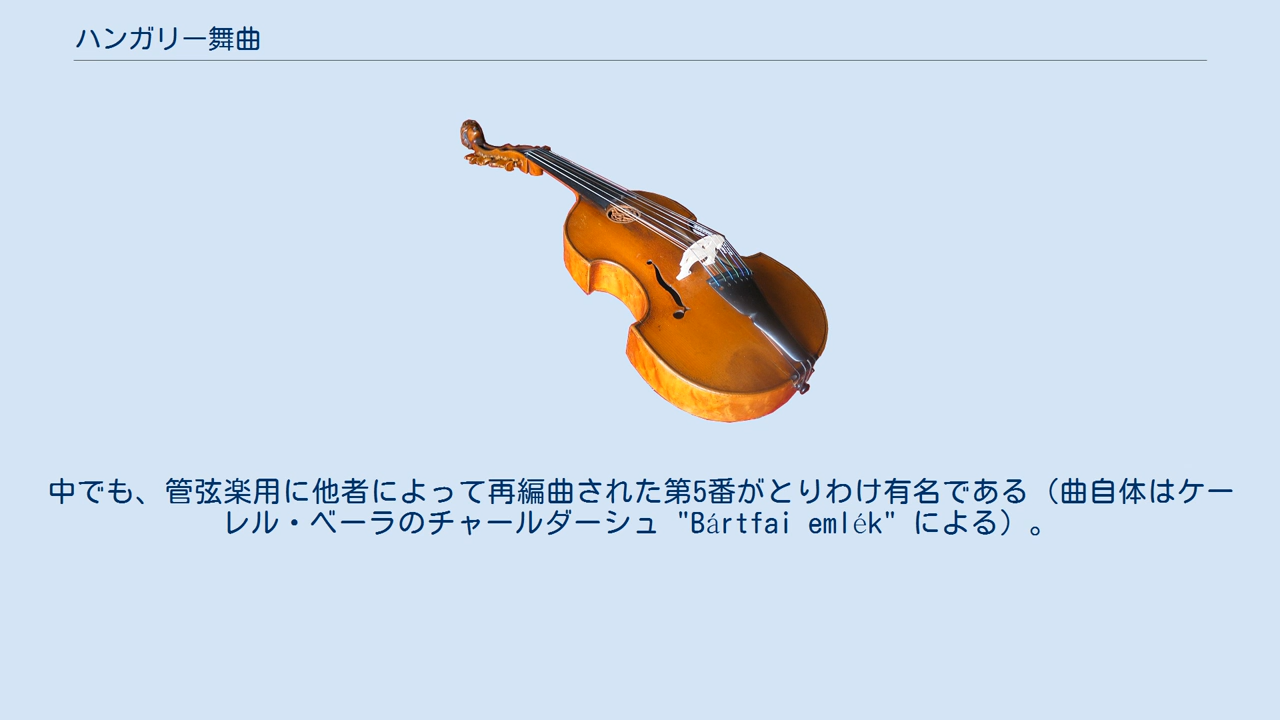 ハンガリー舞曲
中でも、管弦楽用に他者によって再編曲された第5番がとりわけ有名である（曲自体はケー
レル・ベーラのチャールダーシュ "Bártfai emlék" による）。